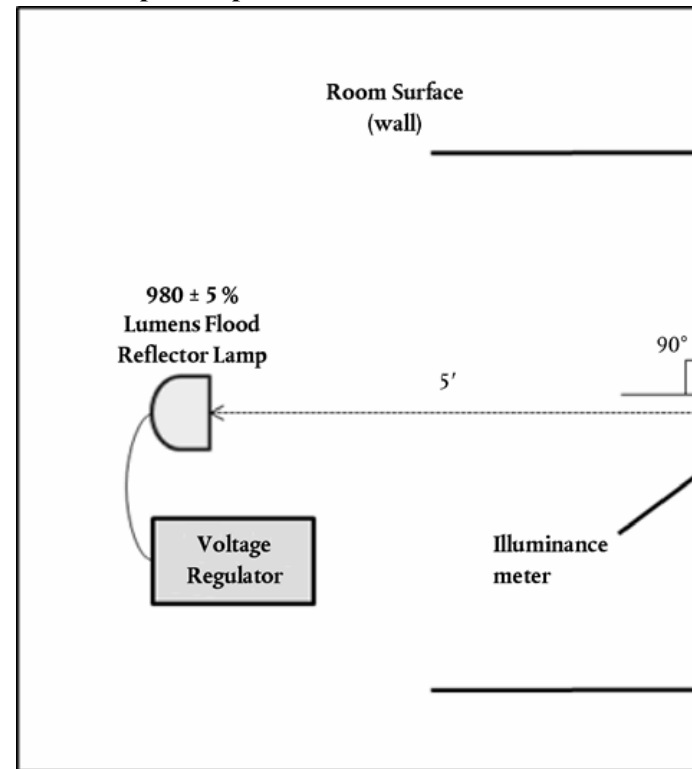 Room Surface
(wall)
980 ± 5 %
Lumens Flood
Reflector Lamp
90°
5′
Voltage
Regulator
Illuminance
meter